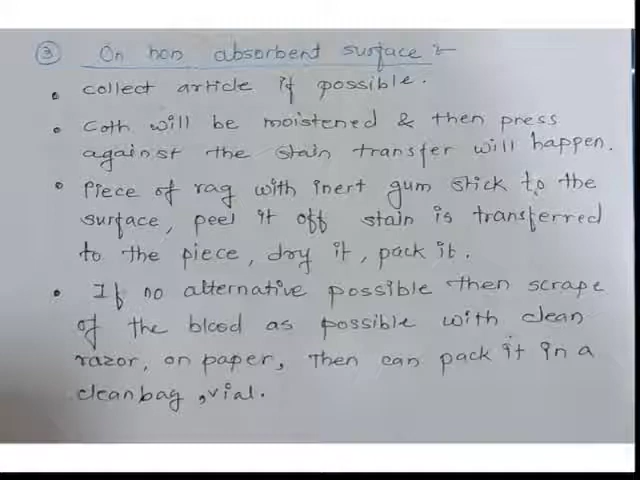 ③ On non absorbent surface :-
• collect article if possible.
• Coth will be moistened & then press
against the stain transfer will happen.
• Piece of rag with inert gum stick to the
surface, peel it off stain is transferred
to the piece, dry it, pack it.
• If no alternative possible then scrape
of the blood as possible with clean
razor, on paper, Then can pack it in a
clean bag, vial.